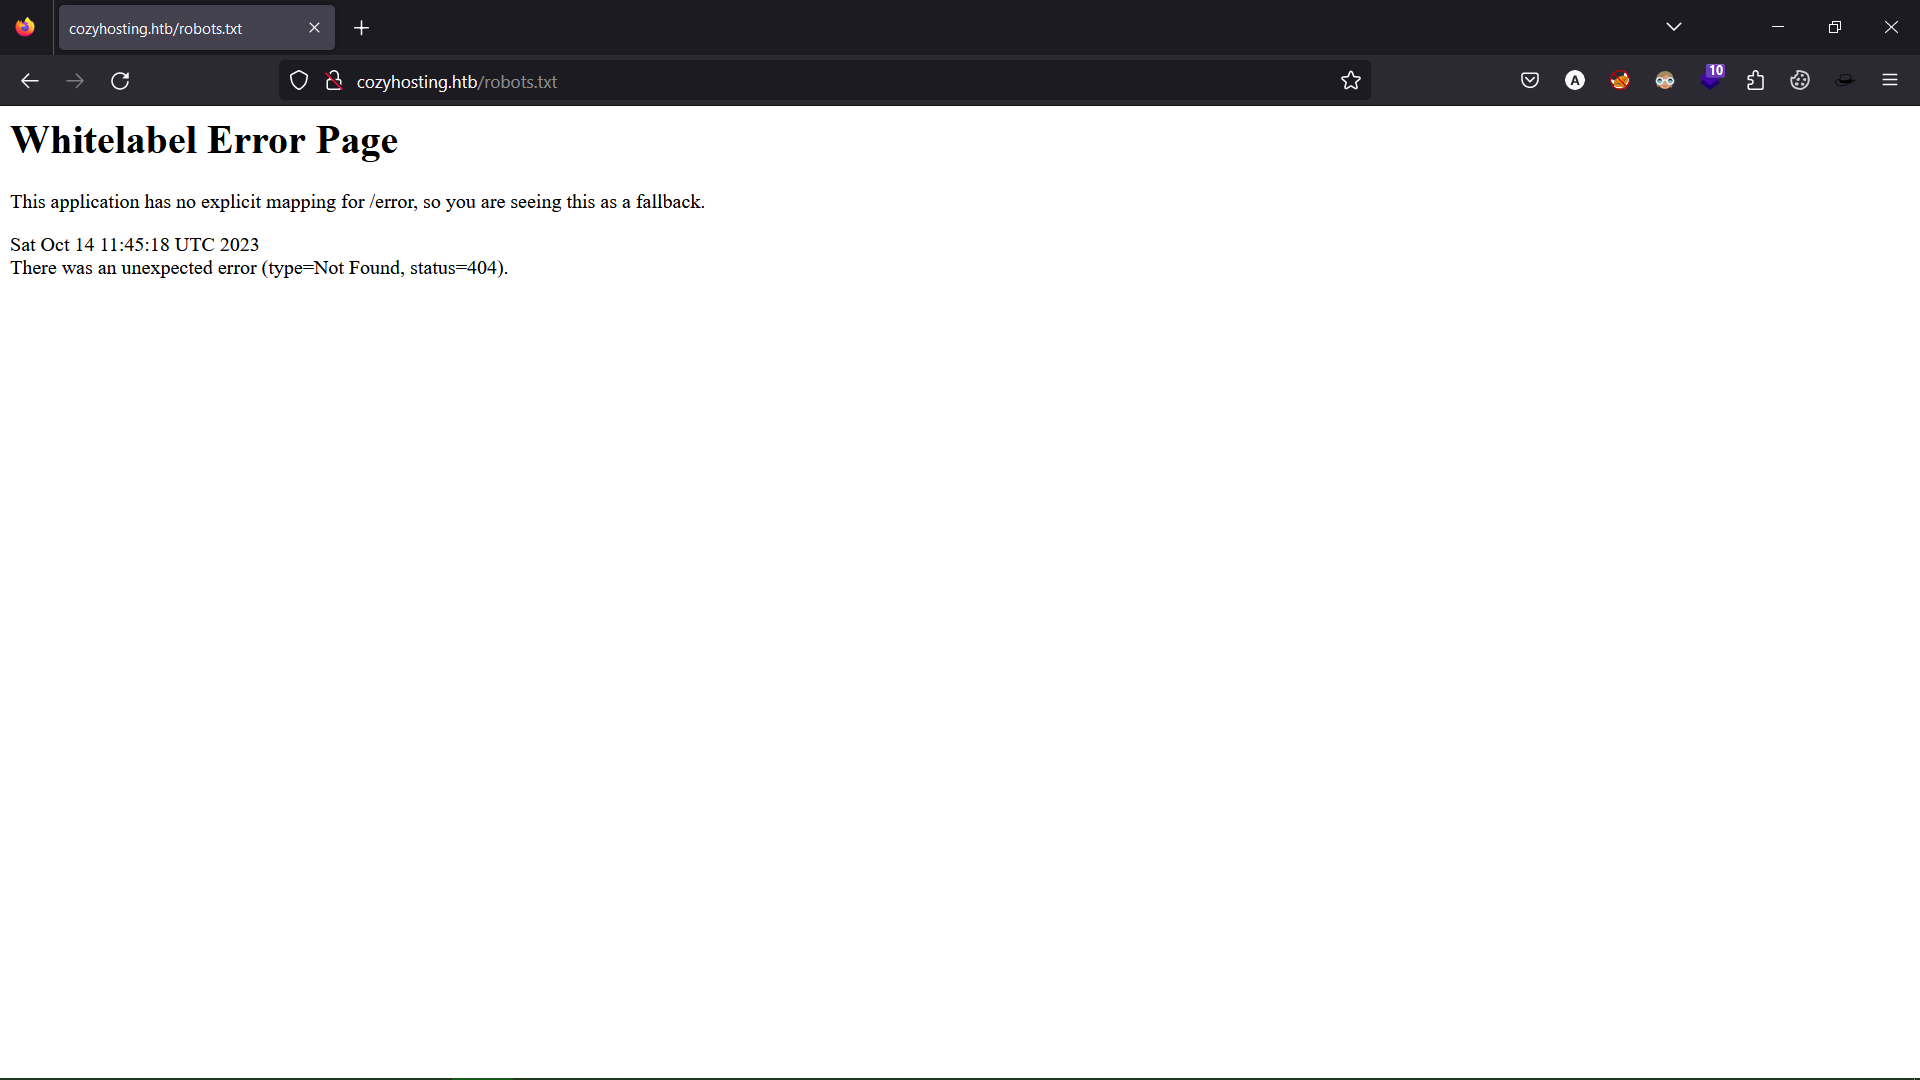 cozyhosting.htb/robots.txt
cozyhosting.htb/robots.txt
A
10
Whitelabel Error Page
This application has no explicit mapping for /error, so you are seeing this as a fallback.
Sat Oct 14 11:45:18 UTC 2023
There was an unexpected error (type=Not Found, status=404).